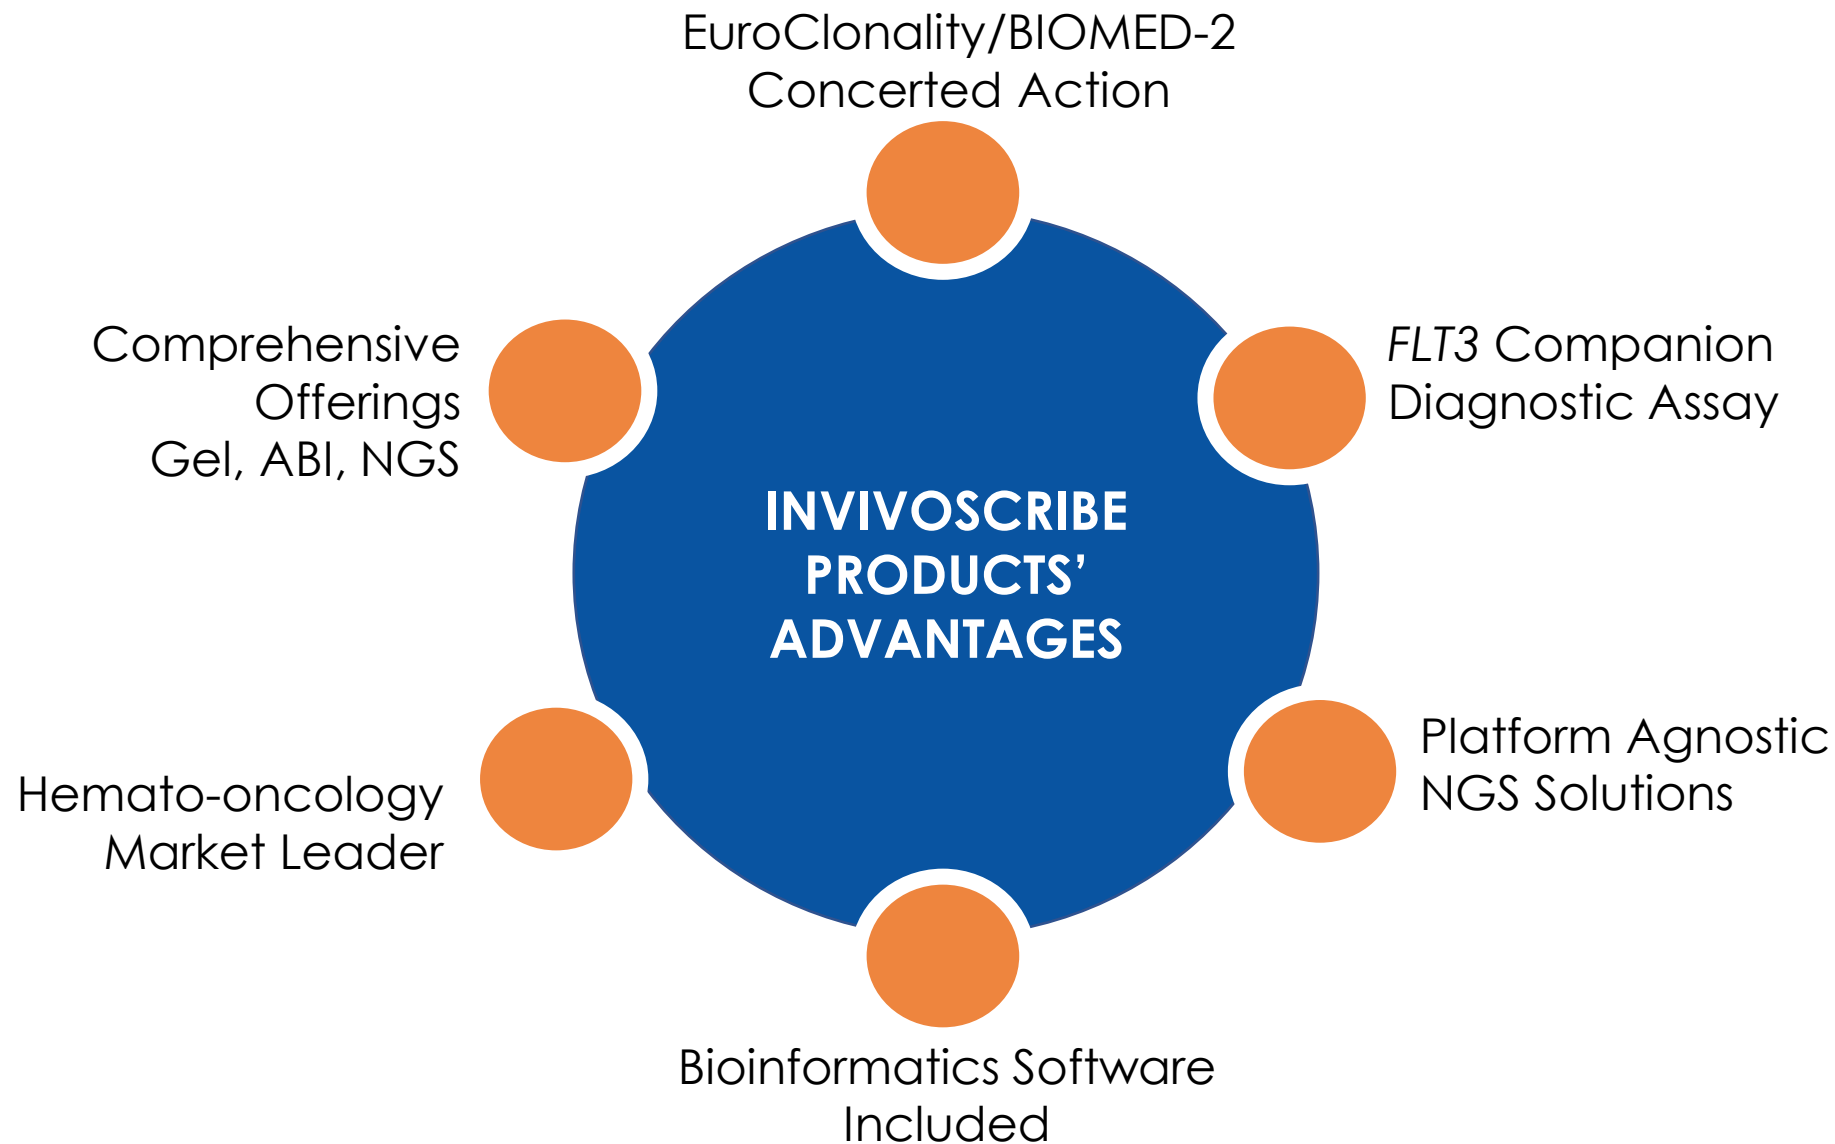 EuroClonality/BIOMED-2
Concerted Action
FLT3 Companion
Diagnostic Assay
Platform Agnostic
NGS Solutions
Bioinformatics Software
Included
Hemato-oncology
Market Leader
Comprehensive
Offerings
Gel, ABI, NGS
INVIVOSCRIBE
PRODUCTS’
ADVANTAGES